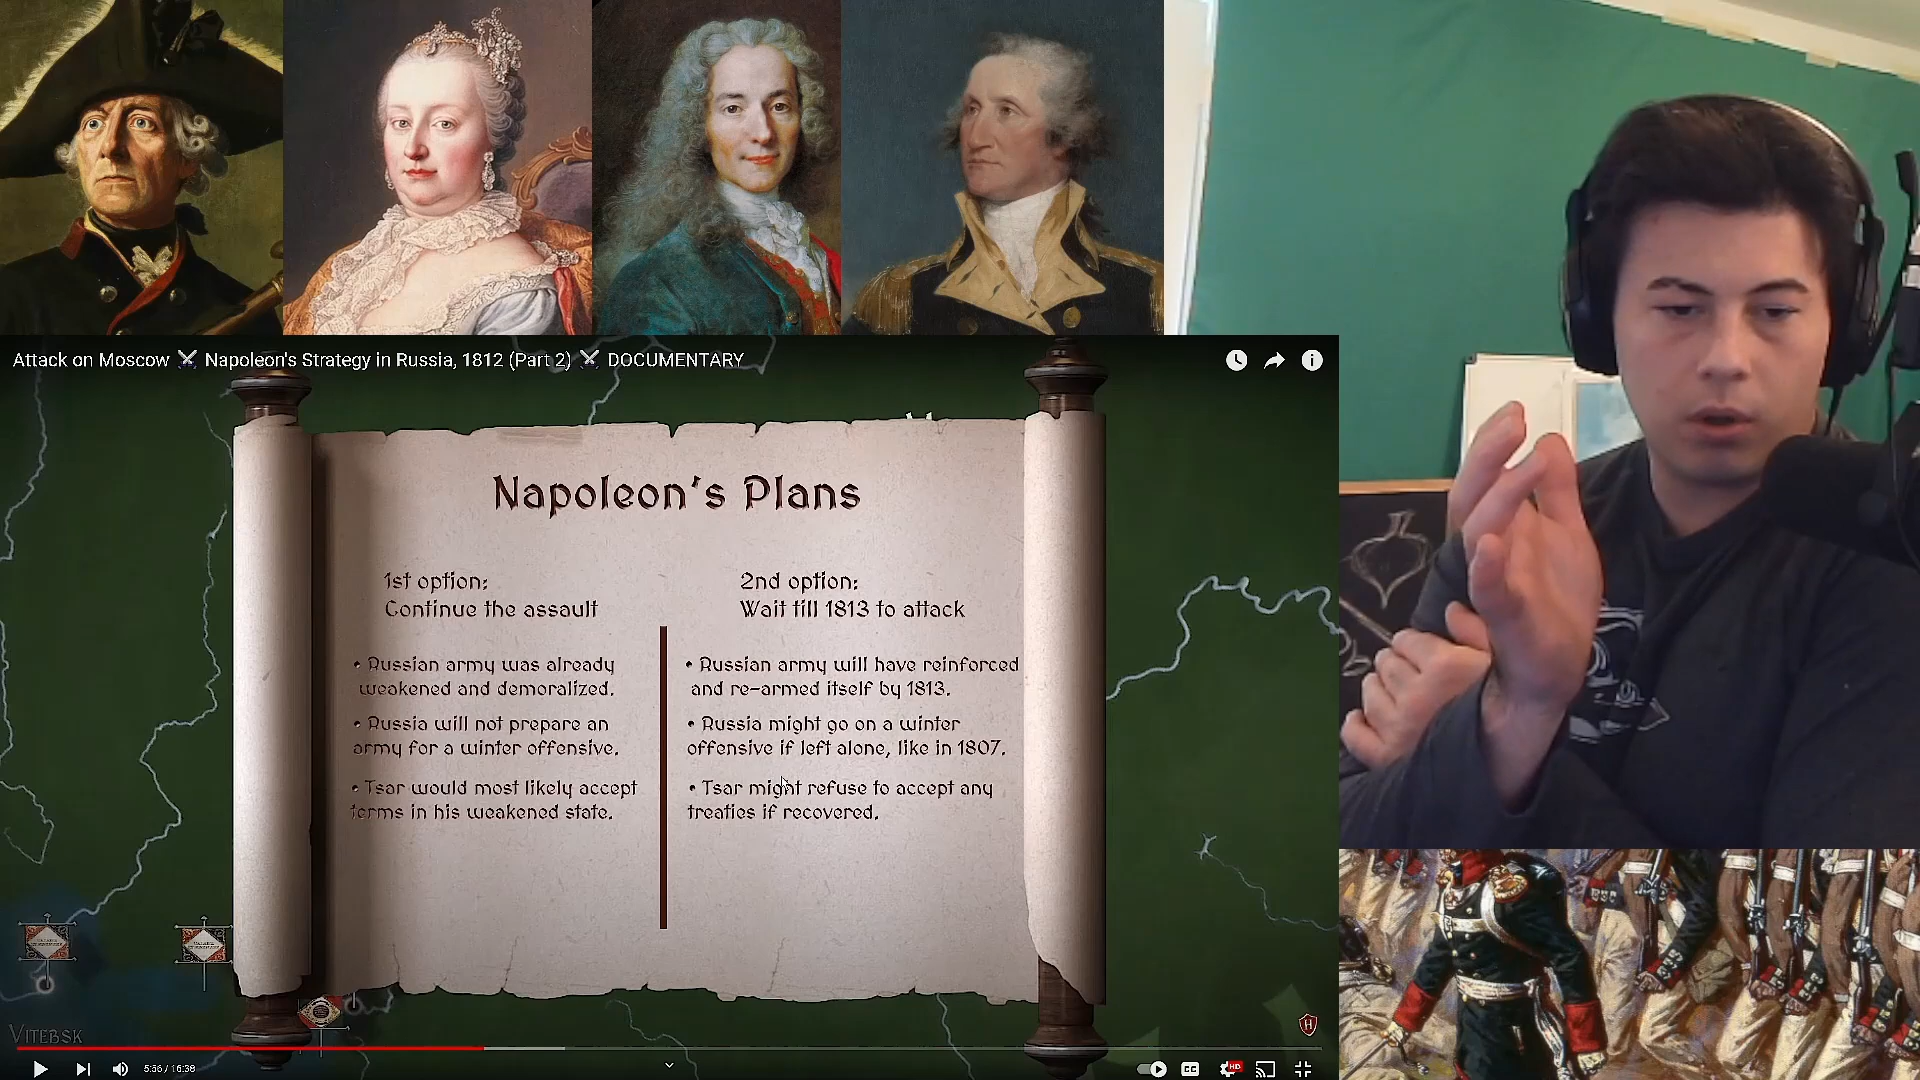 Attack on Moscow ⚔ Napoleon's Strategy in Russia, 1812 (Part 2) ⚔ DOCUMENTARY
Napoleon's Plans
1st option:
Continue the assault
• Russian army was already
weakened and demoralized.
• Russia will not prepare an
army for a winter offensive.
• Tsar would most likely accept
terms in his weakened state.
2nd option:
Wait till 1813 to attack
• Russian army will have reinforced
and re-armed itself by 1813.
• Russia might go on a winter
offensive if left alone, like in 1807.
• Tsar might refuse to accept any
treaties if recovered.
VITEBSK
H
5:56 / 16:38
CC
HD